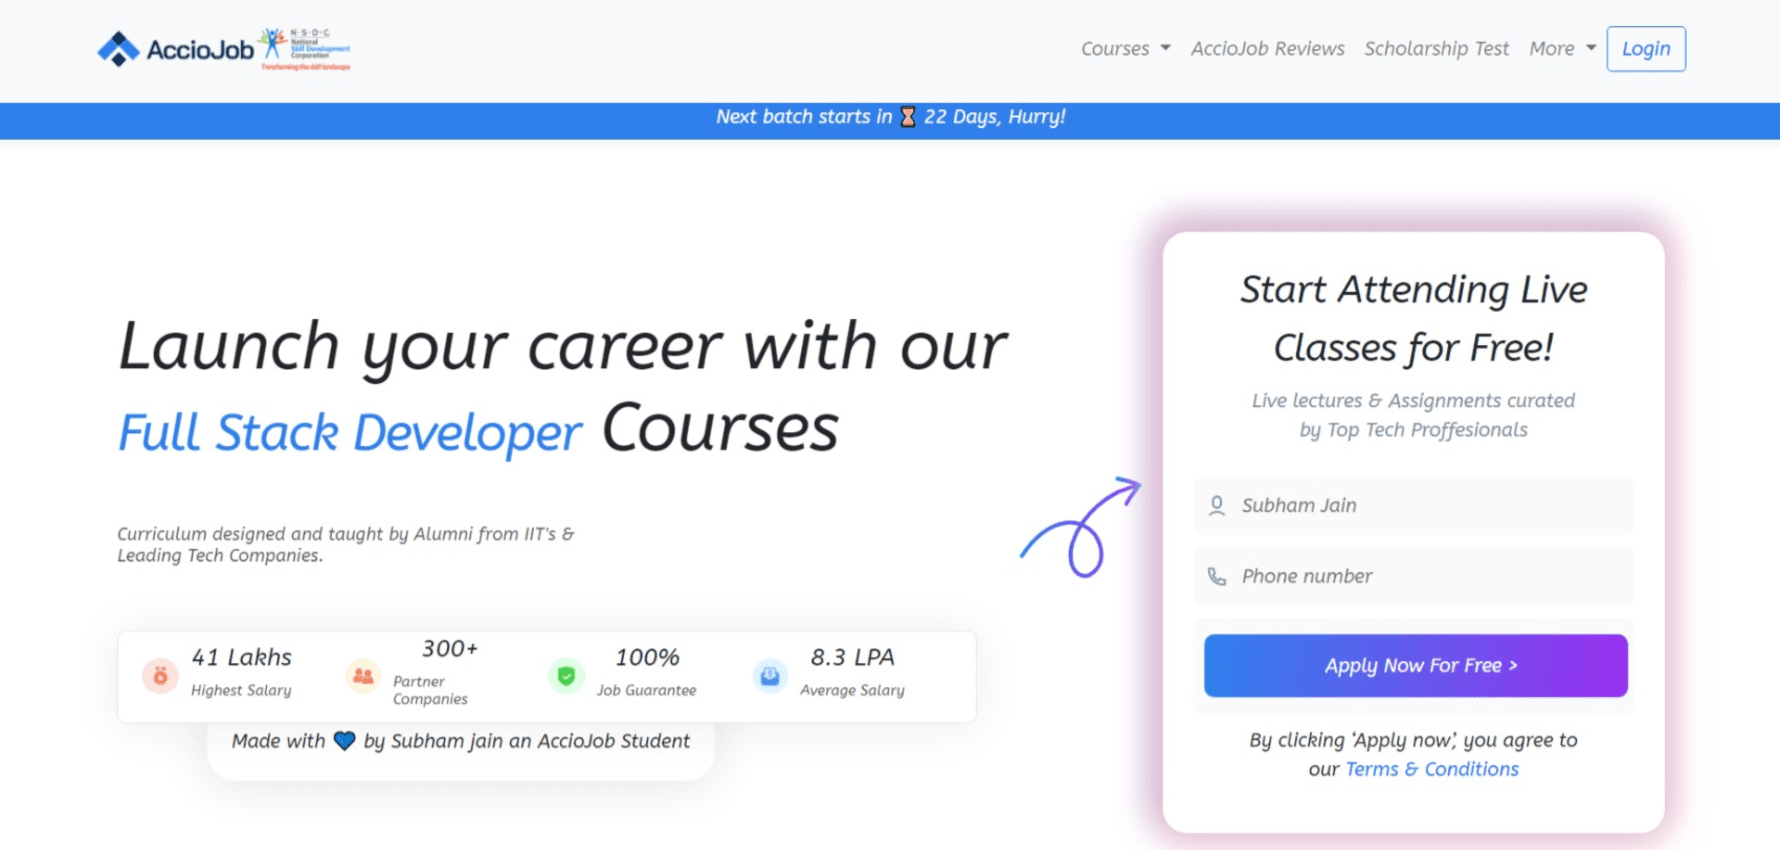 AccioJob
N·S·D·C
National
Skill Development
Corporation
Transforming the skill landscape
Courses
AccioJob Reviews
Scholarship Test
More
Login
Next batch starts in ⏳ 22 Days, Hurry!
Launch your career with our
Full Stack Developer Courses
Curriculum designed and taught by Alumni from IIT's &
Leading Tech Companies.
41 Lakhs
Highest Salary
300+
Partner
Companies
100%
Job Guarantee
8.3 LPA
Average Salary
Made with 💙 by Subham jain an AccioJob Student
Start Attending Live
Classes for Free!
Live lectures & Assignments curated
by Top Tech Proffesionals
Subham Jain
Phone number
Apply Now For Free >
By clicking 'Apply now', you agree to
our Terms & Conditions